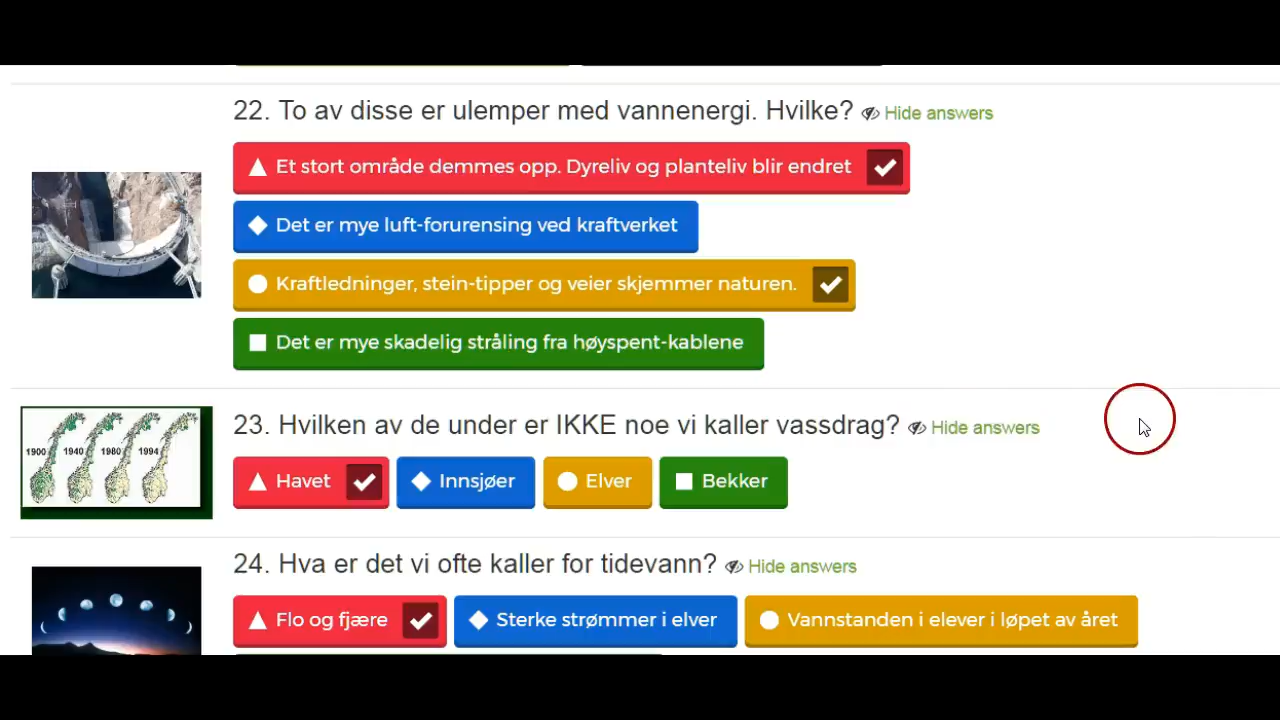 22. To av disse er ulemper med vannenergi. Hvilke? Hide answers
Et stort område demmes opp. Dyreliv og planteliv blir endret
Det er mye luft-forurensing ved kraftverket
Kraftledninger, stein-tipper og veier skjemmer naturen.
Det er mye skadelig stråling fra høyspent-kablene
23. Hvilken av de under er IKKE noe vi kaller vassdrag? Hide answers
1900 1940 1980 1994
Havet Innsjøer Elver Bekker
24. Hva er det vi ofte kaller for tidevann? Hide answers
Flo og fjære Sterke strømmer i elver Vannstanden i elever i løpet av året